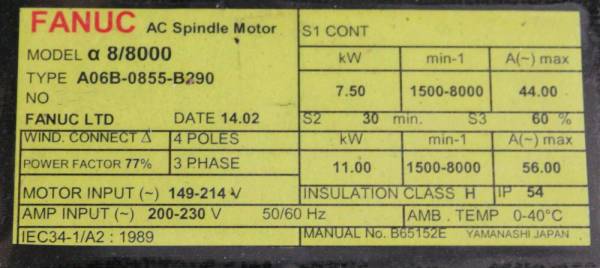 FANUC AC Spindle Motor
MODEL α 8/8000
TYPE A06B-0855-B290
NO
FANUC LTD DATE 14.02
WIND. CONNECT Δ 4 POLES
POWER FACTOR 77% 3 PHASE
MOTOR INPUT (~) 149-214 V
AMP INPUT (~) 200-230 V 50/60 Hz
IEC34-1/A2 : 1989
S1 CONT
kW min-1 A(~) max
7.50 1500-8000 44.00
S2 30 min. S3 60 %
kW min-1 A(~) max
11.00 1500-8000 56.00
INSULATION CLASS H IP 54
AMB . TEMP 0-40°C
MANUAL No. B65152E YAMANASHI JAPAN